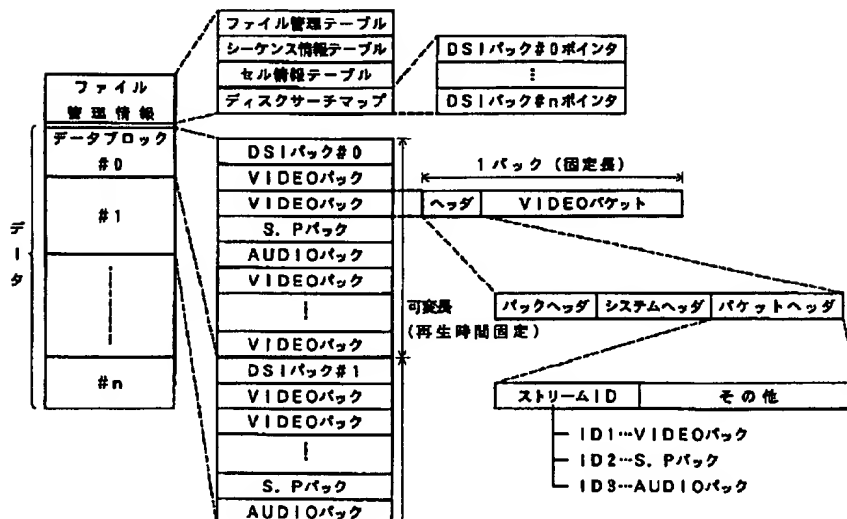 ファイル管理テーブル
シーケンス情報テーブル
セル情報テーブル
ディスクサーチマップ
DSIパック#0ポインタ
DSIパック#nポインタ
ファイル
管理情報
データブロック
#0
#1
#n
データ
DSIパック#0
VIDEOパック
VIDEOパック
S. Pパック
AUDIOパック
VIDEOパック
VIDEOパック
DSIパック#1
VIDEOパック
VIDEOパック
S. Pパック
AUDIOパック
可変長
(再生時間固定)
1パック (固定長)
ヘッダ
VIDEOパケット
パックヘッダ
システムヘッダ
パケットヘッダ
ストリームID
その他
ID1…VIDEOパック
ID2…S. Pパック
ID3…AUDIOパック